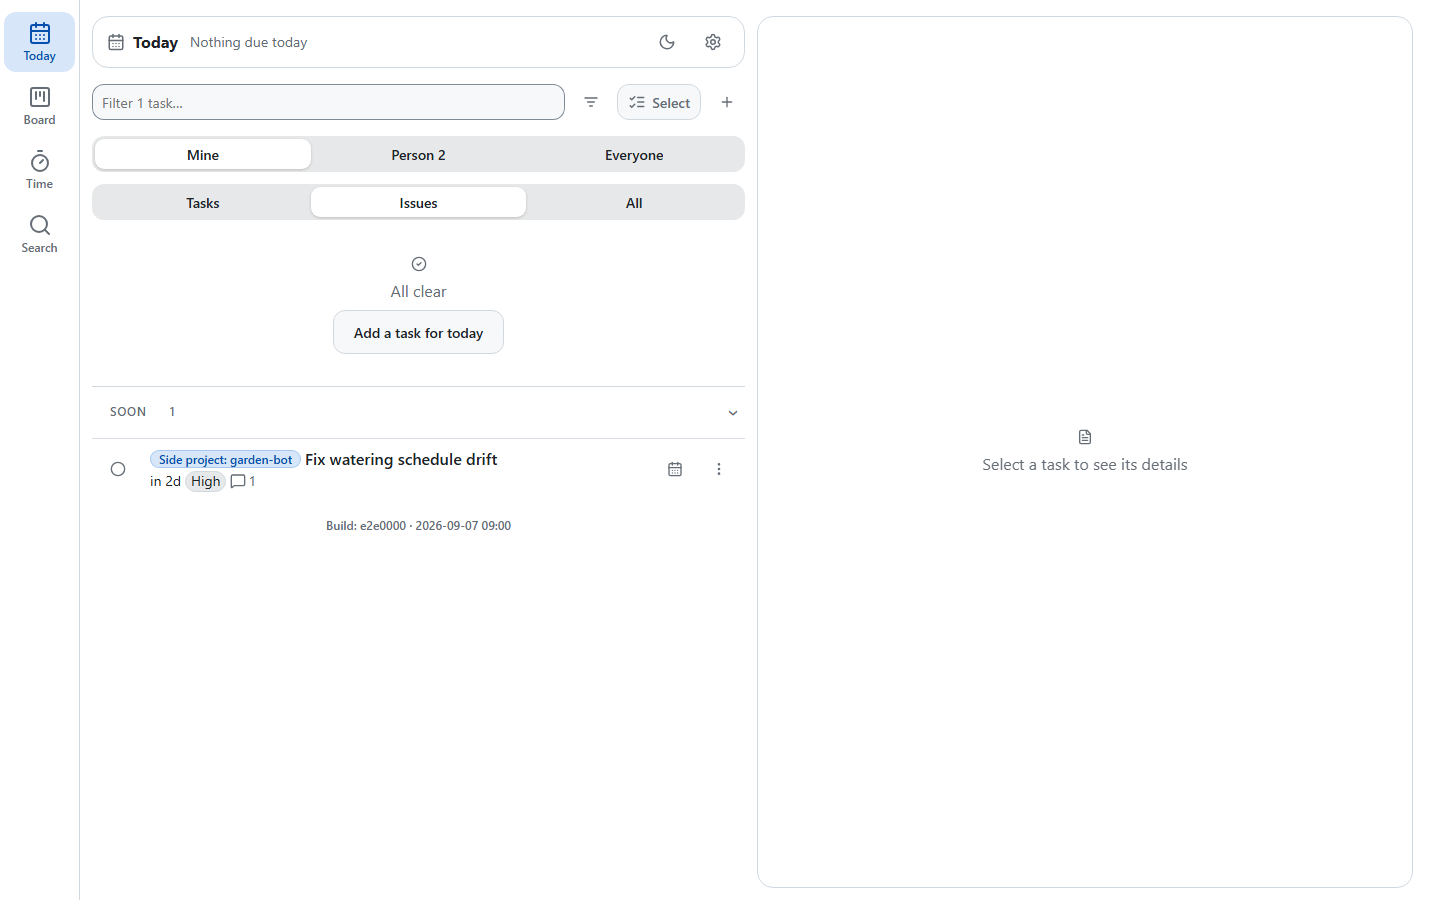 Today
Board
Time
Search
Today Nothing due today
Filter 1 task...
Select
Mine Person 2 Everyone
Tasks Issues All
All clear
Add a task for today
SOON 1
Side project: garden-bot Fix watering schedule drift
in 2d High 1
Build: e2e0000 · 2026-09-07 09:00
Select a task to see its details